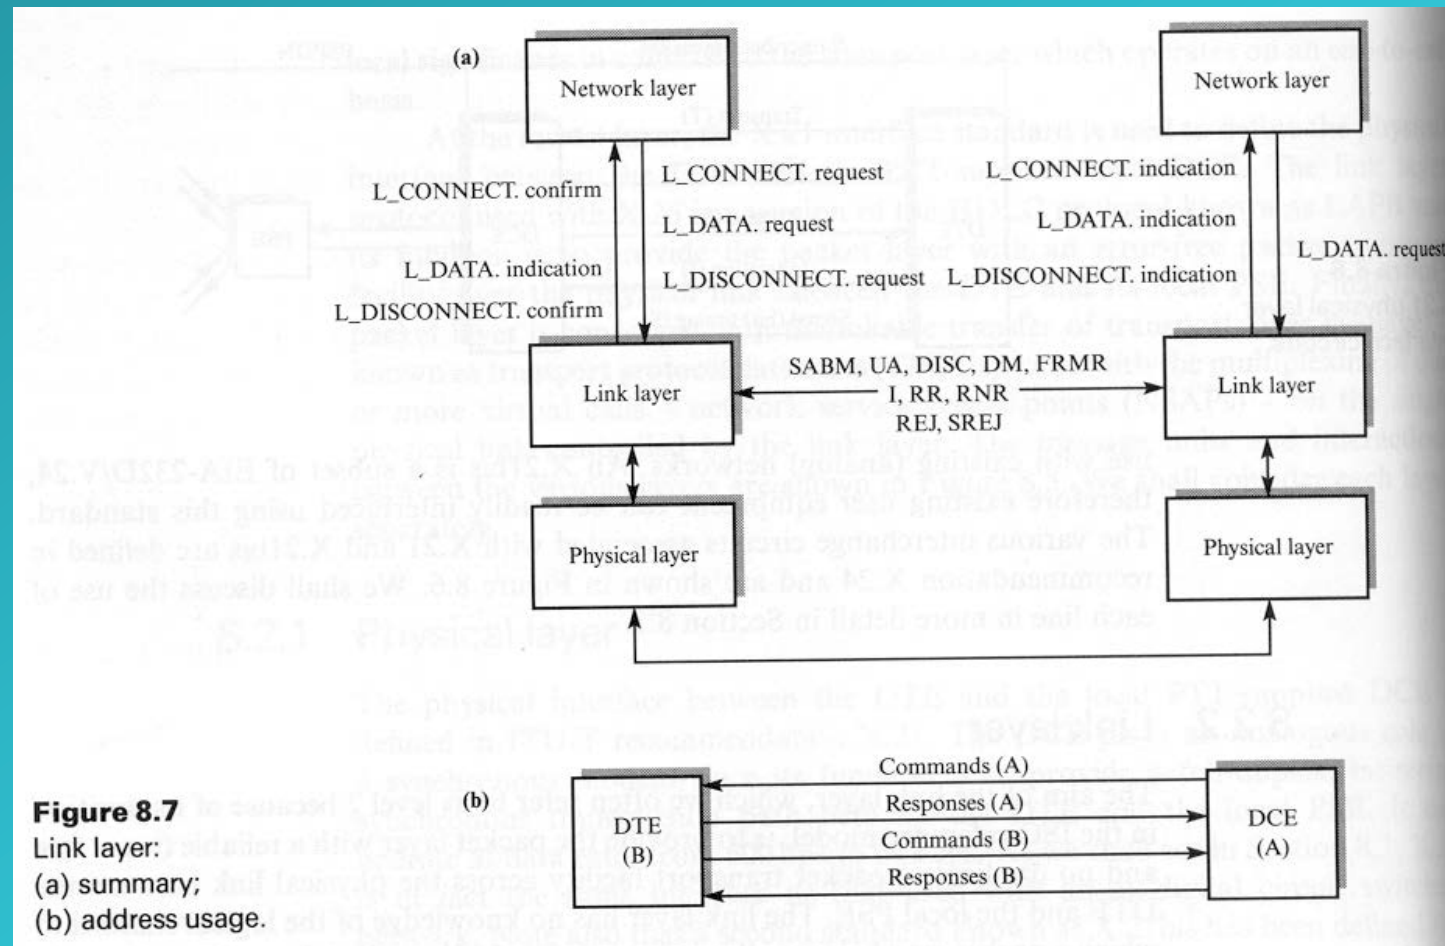 (a)
Network layer
Network layer
L_CONNECT. confirm
L_CONNECT. request
L_DATA. request
L_DATA. indication
L_DISCONNECT. request
L_DISCONNECT. confirm
L_CONNECT. indication
L_DATA. indication
L_DATA. request
L_DISCONNECT. indication
Link layer
SABM, UA, DISC, DM, FRMR
I, RR, RNR
REJ, SREJ
Link layer
Physical layer
Physical layer
(b)
DTE
(B)
Commands (A)
Responses (A)
Commands (B)
Responses (B)
DCE
(A)
Figure 8.7
Link layer:
(a) summary;
(b) address usage.